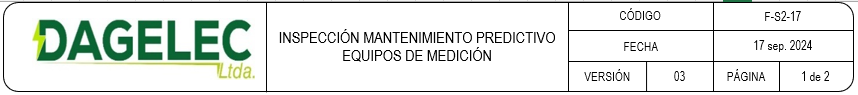 DAGELEC
Ltda.
INSPECCIÓN MANTENIMIENTO PREDICTIVO
EQUIPOS DE MEDICIÓN
CÓDIGO F-S2-17
FECHA 17 sep. 2024
VERSIÓN 03 PÁGINA 1 de 2